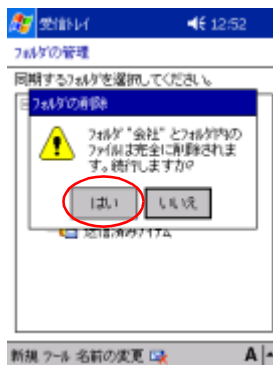 受信トレイ 12:52
フォルダの管理
同期するフォルダを選択してください。
フォルダの削除
フォルダ "会社" とフォルダ内の
ファイルは完全に削除されま
す。続行しますか?
はい いいえ
送信済みアイテム
新規 ツール 名前の変更 A